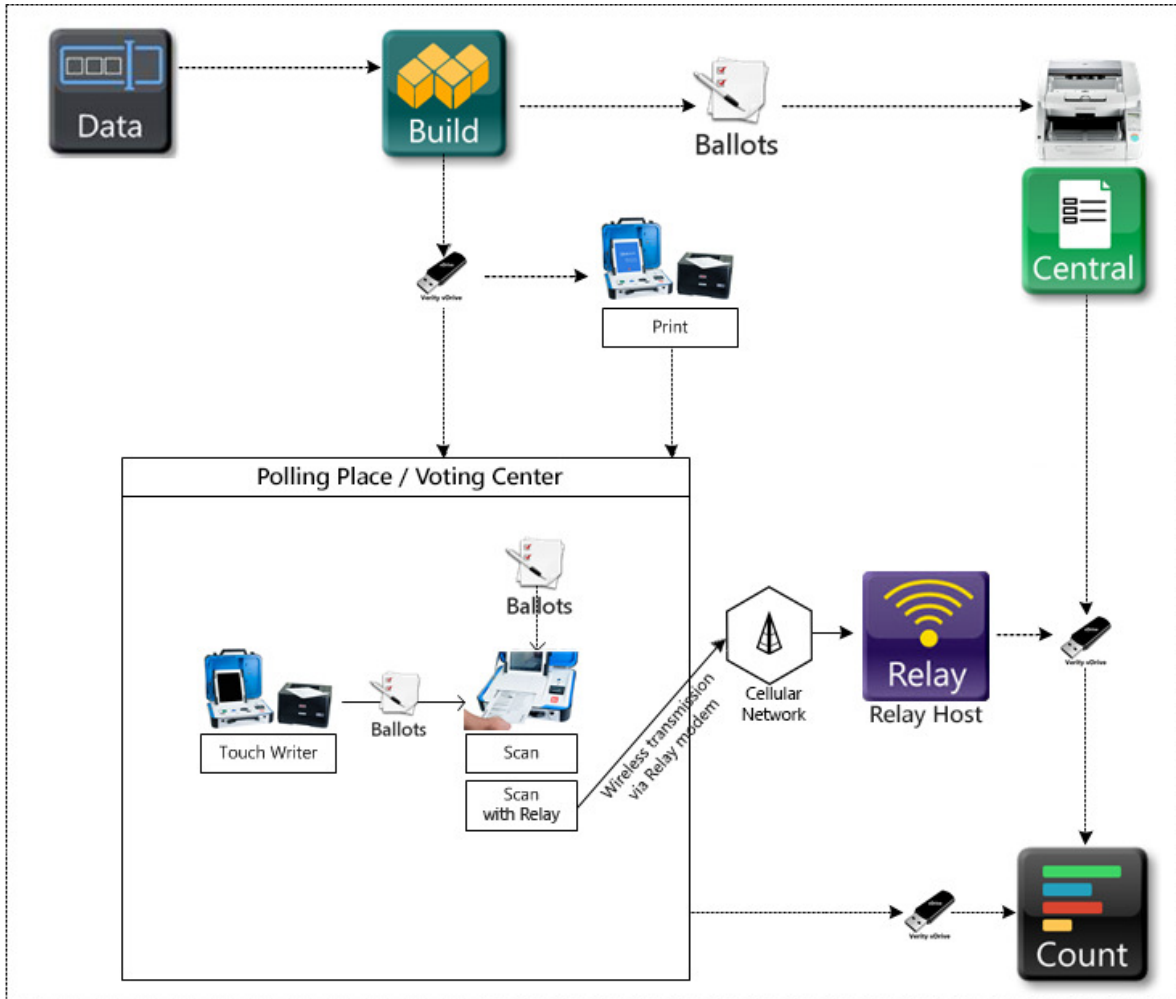 Data
Build
Ballots
Central
Verity vDrive
Print
Polling Place / Voting Center
Ballots
Touch Writer
Ballots
Scan
Scan
with Relay
Wireless transmission
via Relay modem
Cellular
Network
Relay
Relay Host
Verity vDrive
Verity vDrive
Count